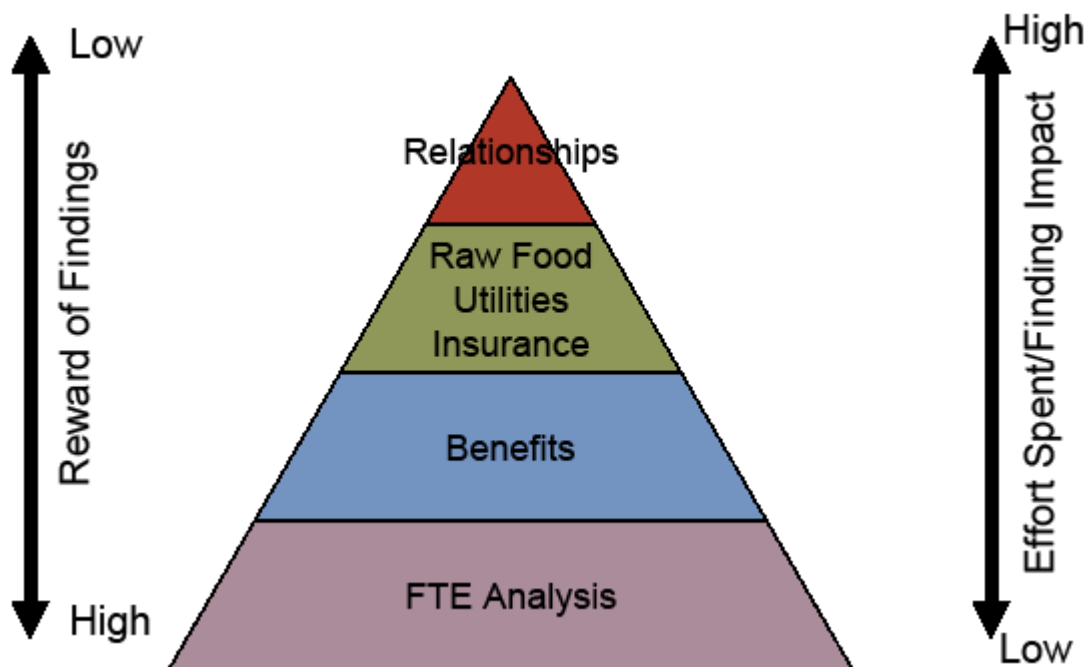 Low
High
Reward of Findings
Relationships
Raw Food
Utilities
Insurance
Benefits
FTE Analysis
Effort Spent/Finding Impact
High
Low